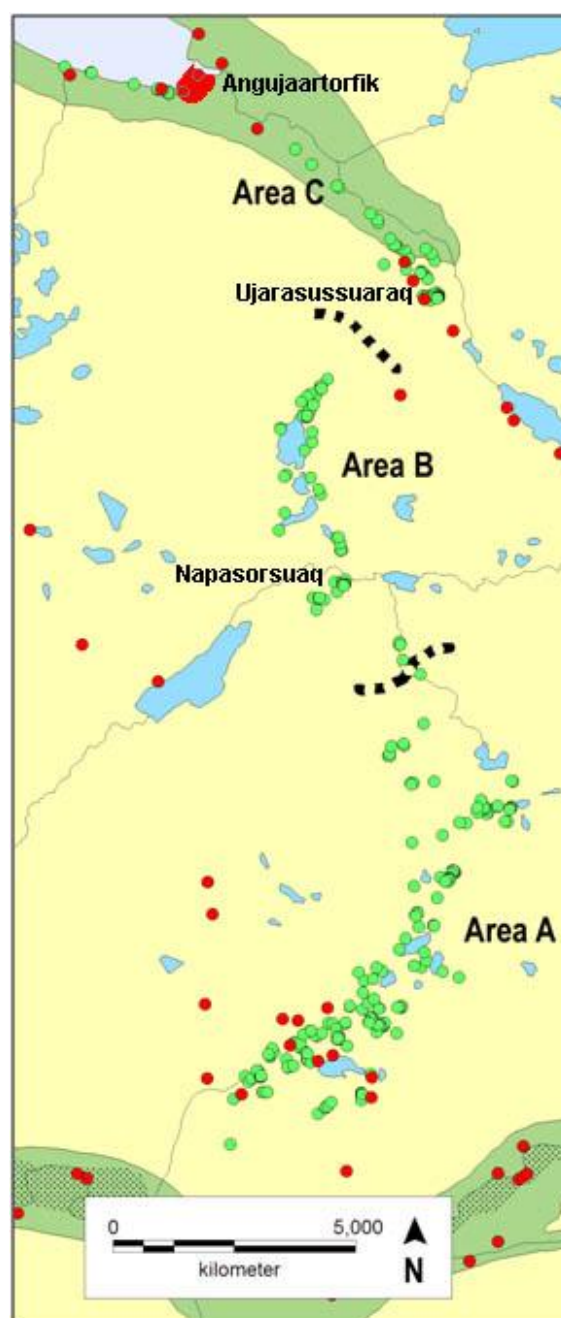 Angujaartorfik
Area C
Ujarasussuaraq
Area B
Napasorsuaq
Area A
0 5,000
kilometer
N